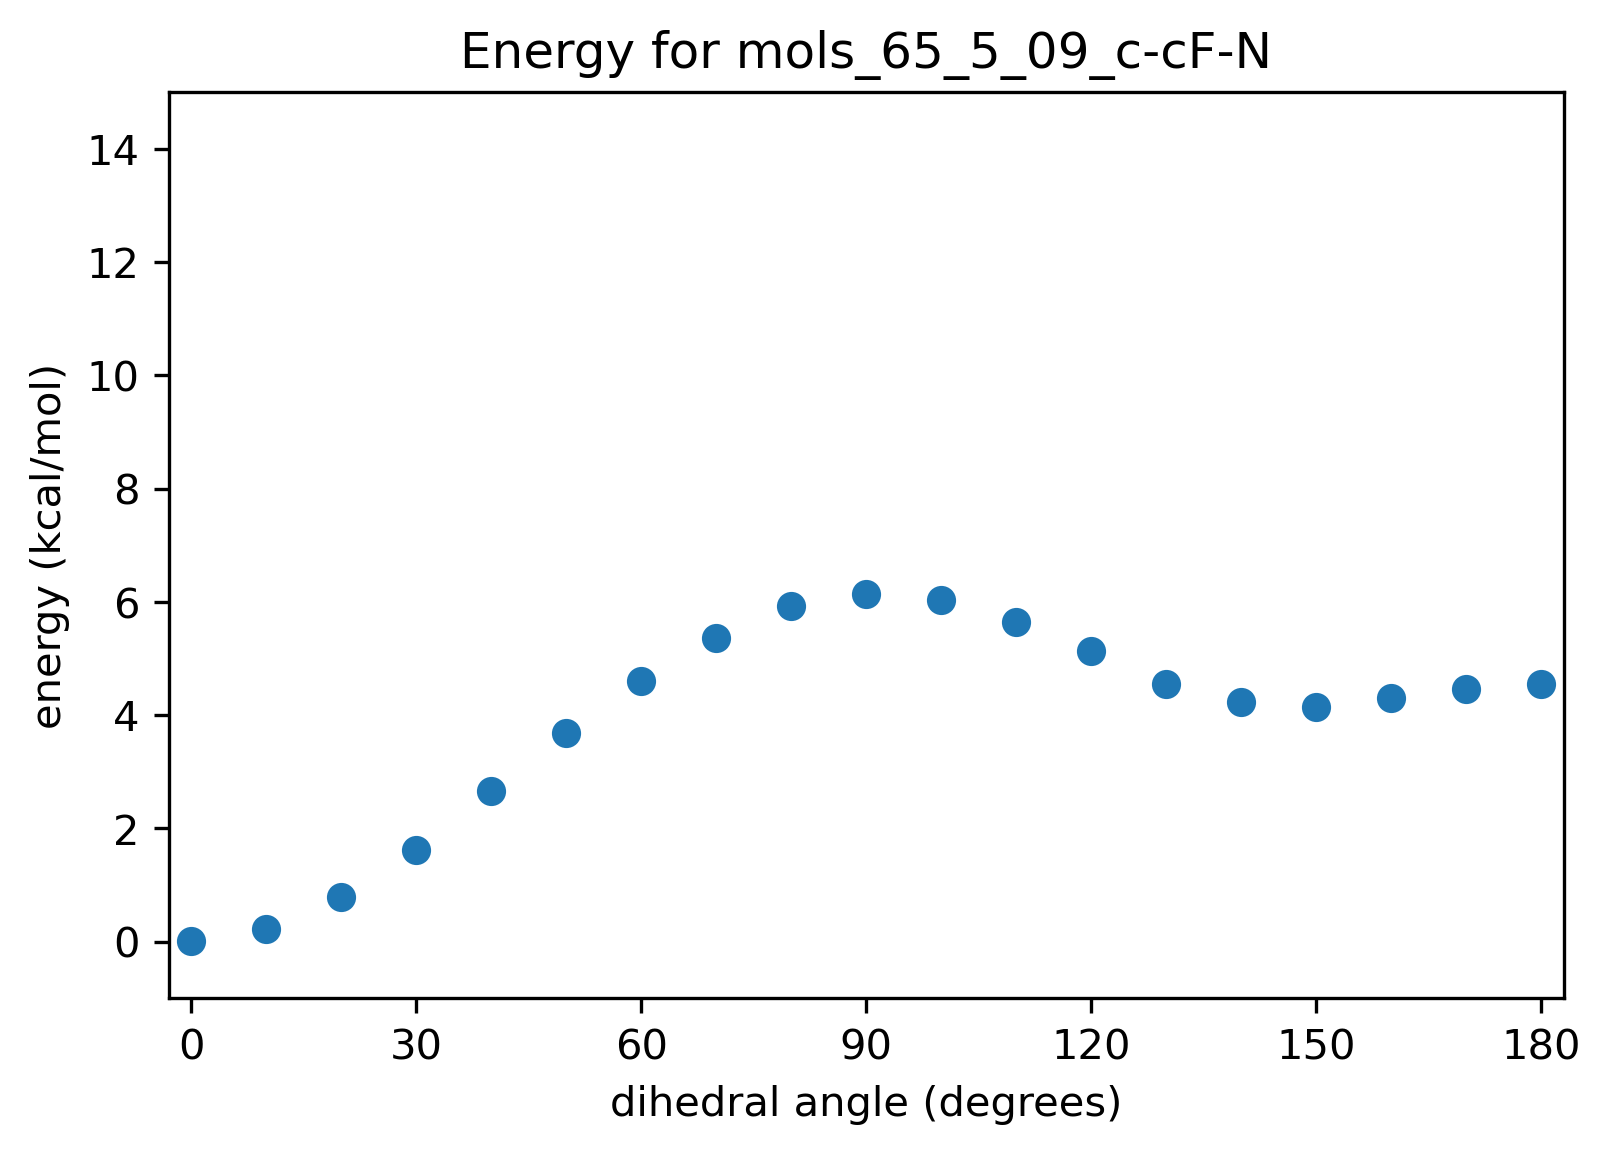 Energy for mols_65_5_09_c-cF-N
14
12
10
8
6
4
2
0
energy (kcal/mol)
0 30 60 90 120 150 180
dihedral angle (degrees)